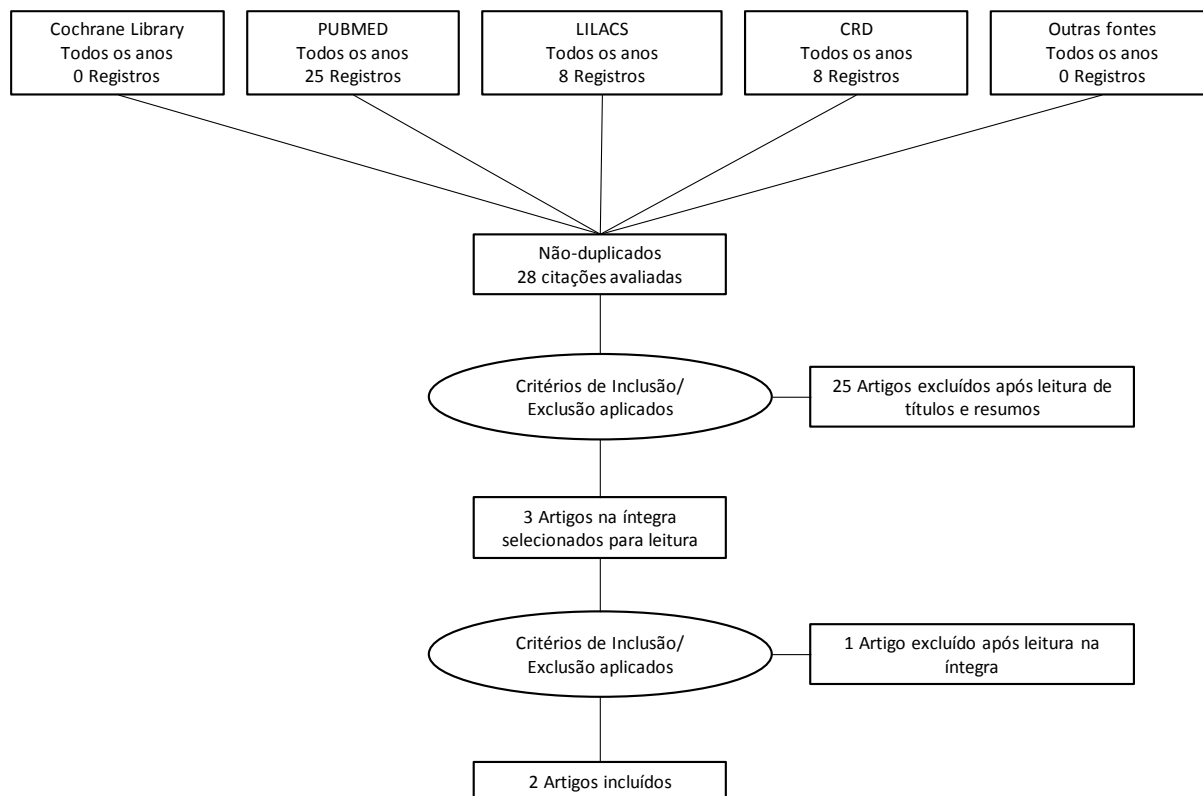 Cochrane Library
Todos os anos
0 Registros
PUBMED
Todos os anos
25 Registros
LILACS
Todos os anos
8 Registros
CRD
Todos os anos
8 Registros
Outras fontes
Todos os anos
0 Registros
Não-duplicados
28 citações avaliadas
Critérios de Inclusão/
Exclusão aplicados
25 Artigos excluídos após leitura de
títulos e resumos
3 Artigos na íntegra
selecionados para leitura
Critérios de Inclusão/
Exclusão aplicados
1 Artigo excluído após leitura na
íntegra
2 Artigos incluídos